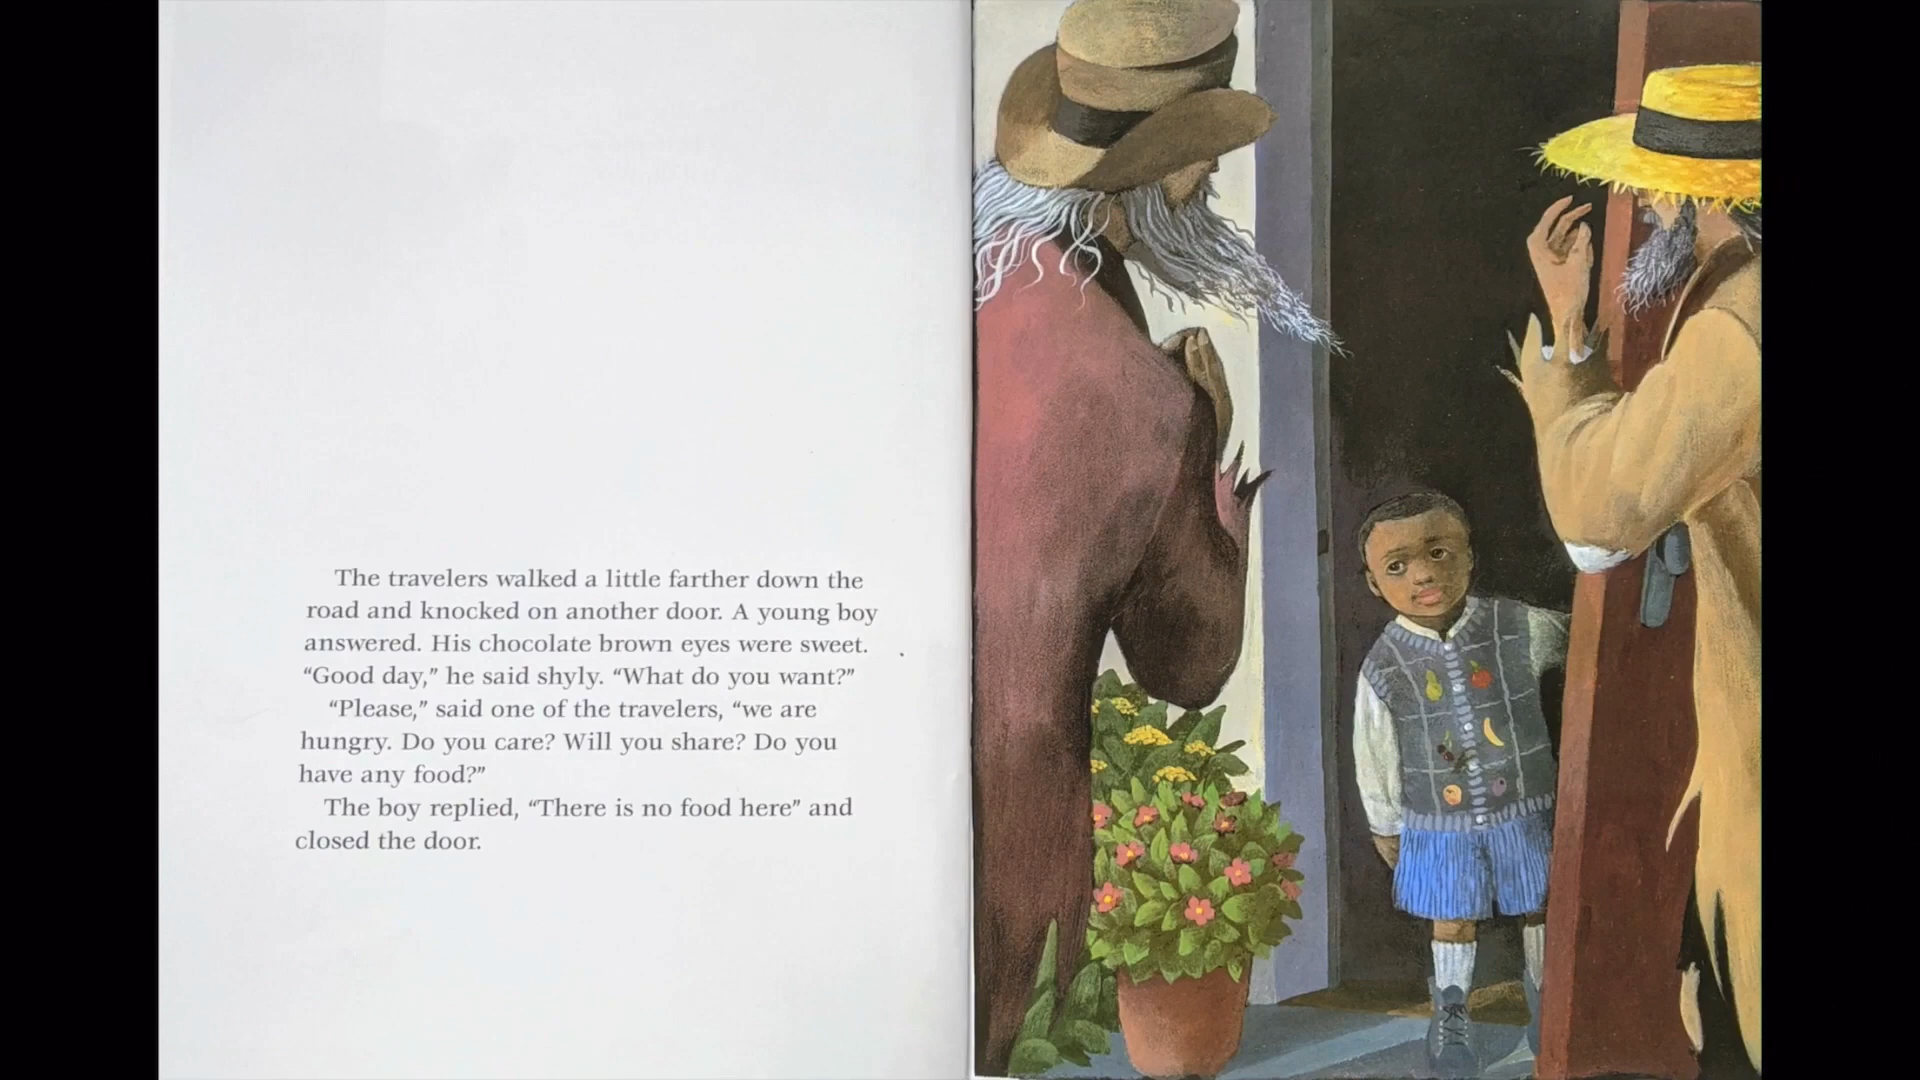 The travelers walked a little farther down the
road and knocked on another door. A young boy
answered. His chocolate brown eyes were sweet.
“Good day,” he said shyly. “What do you want?”
“Please,” said one of the travelers, “we are
hungry. Do you care? Will you share? Do you
have any food?”
The boy replied, “There is no food here” and
closed the door.